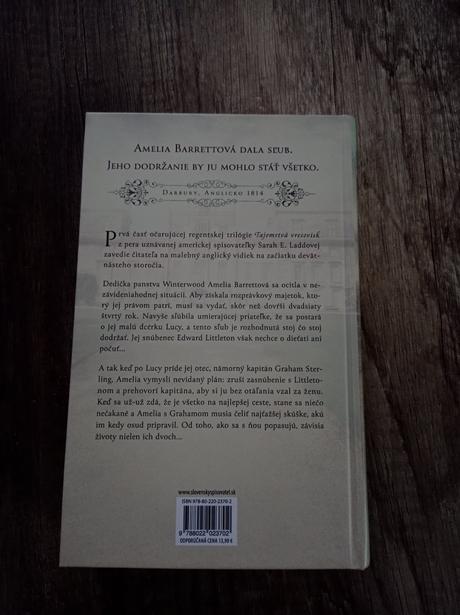 Amelia Barrettová dala sľub.
Jeho dodržanie by ju mohlo stáť všetko.
Darbury, Anglicko 1814
Prvá časť očarujúcej regentskej trilógie Tajomstvá vresovísk
z pera uznávanej americkej spisovateľky Sarah E. Laddovej
zavedie čitateľa na malebný anglický vidiek na začiatku devät-
násteho storočia.
Dedička panstva Winterwood Amelia Barrettová sa ocitla v ne-
závideniahodnej situácii. Aby získala rozprávkový majetok, kto-
rý jej právom patrí, musí sa vydať, skôr než dovŕši dvadsiaty
štvrtý rok. Navyše sľúbila umierajúcej priateľke, že sa postará
o jej malú dcérku Lucy, a tento sľub je rozhodnutá stoj čo stoj
dodržať. Jej snúbenec Edward Littleton však nechce o dieťati ani
počuť...
A tak keď po Lucy príde jej otec, námorný kapitán Graham Ster-
ling, Amelia vymyslí nevídaný plán: zruší zasnúbenie s Littleto-
nom a prehovorí kapitána, aby si ju bez otáľania vzal za ženu.
Keď sa už-už zdá, že je všetko na najlepšej ceste, stane sa niečo
nečakané a Amelia s Grahamom musia čeliť najťažšej skúške, akú
im kedy osud pripravil. Od toho, ako sa s ňou popasujú, závisia
životy nielen ich dvoch...
www.slovenskyspisovatel.sk
ISBN 978-80-220-2370-2
9 788022 023702
ODPORÚČANÁ CENA 13,99 €